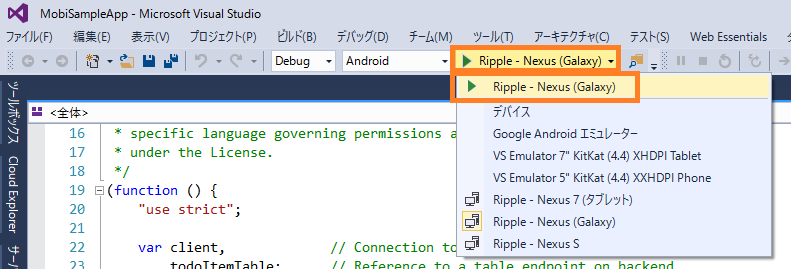 MobiSampleApp - Microsoft Visual Studio
ファイル(F) 編集(E) 表示(V) プロジェクト(P) ビルド(B) デバッグ(D) チーム(M) ツール(T) アーキテクチャ(C) テスト(S) Web Essentials
Debug Android Ripple - Nexus (Galaxy)
Ripple - Nexus (Galaxy)
デバイス
Google Android エミュレーター
VS Emulator 7" KitKat (4.4) XHDPI Tablet
VS Emulator 5" KitKat (4.4) XXHDPI Phone
Ripple - Nexus 7 (タブレット)
Ripple - Nexus (Galaxy)
Ripple - Nexus S
ツールボックス
Cloud Explorer
サー
<全体>
16 * specific language governing permissions a
17 * under the License.
18 */
19 (function () {
20 "use strict";
21
22 var client, // Connection to
23 todoItemTable; // Reference to a table endpoint on backend